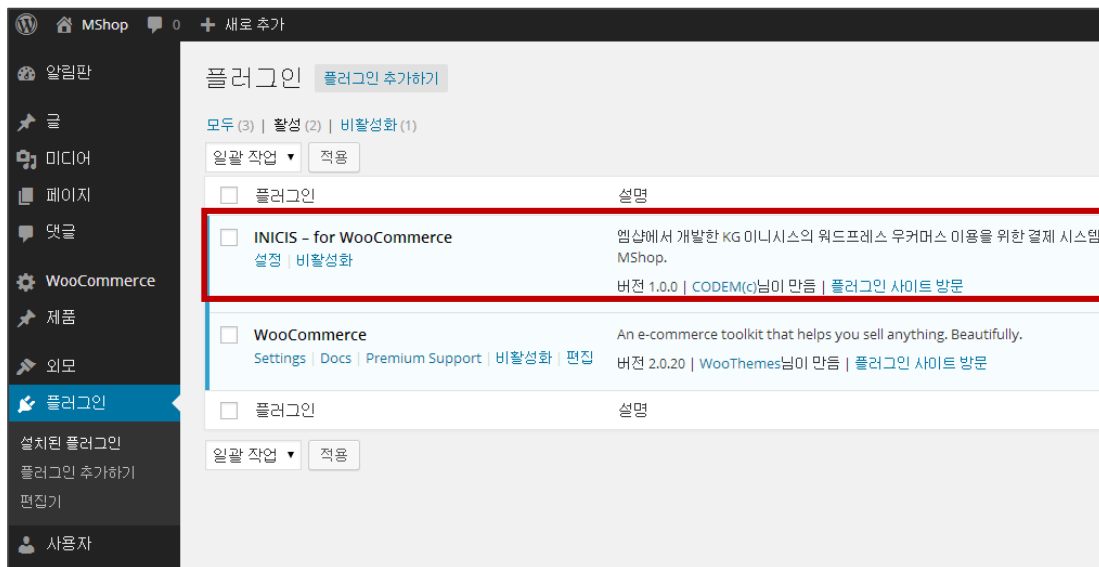 MShop 0 + 새로 추가
알림판
글
미디어
페이지
댓글
WooCommerce
제품
외모
플러그인
설치된 플러그인
플러그인 추가하기
편집기
사용자
플러그인 플러그인 추가하기
모두 (3) | 활성 (2) | 비활성화 (1)
일괄 작업 ▼ 적용
플러그인 설명
INICIS – for WooCommerce
설정 | 비활성화
엠샵에서 개발한 KG 이니시스의 워드프레스 우커머스 이용을 위한 결제 시스템
MShop.
버전 1.0.0 | CODEM(c)님이 만듬 | 플러그인 사이트 방문
WooCommerce
Settings | Docs | Premium Support | 비활성화 | 편집
An e-commerce toolkit that helps you sell anything. Beautifully.
버전 2.0.20 | WooThemes님이 만듬 | 플러그인 사이트 방문
플러그인 설명
일괄 작업 ▼ 적용